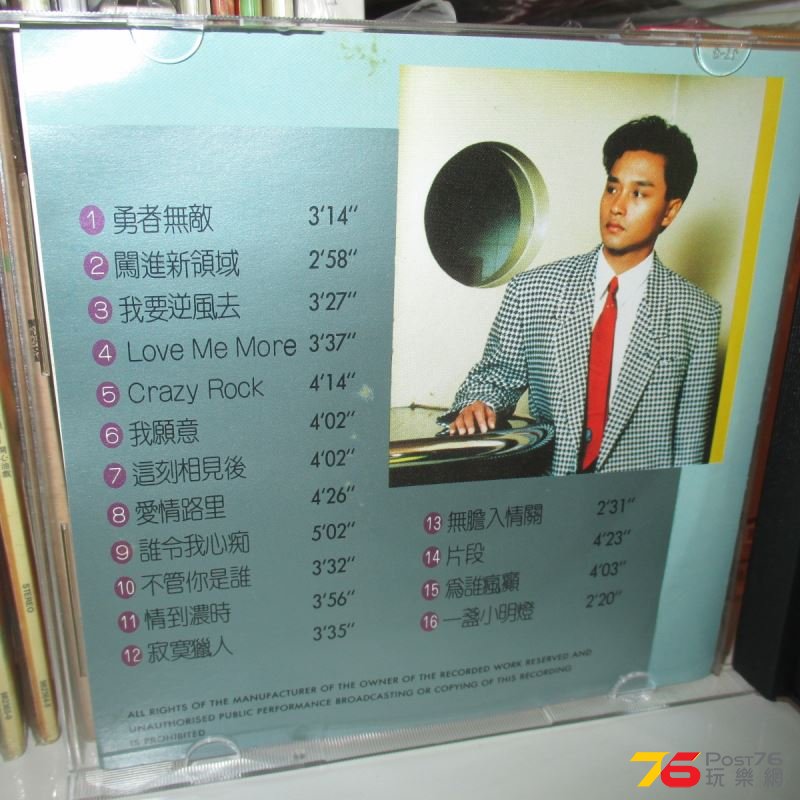 1 勇者無敵 3'14"
2 闖進新領域 2'58"
3 我要逆風去 3'27"
4 Love Me More 3'37"
5 Crazy Rock 4'14"
6 我願意 4'02"
7 這刻相見後 4'02"
8 愛情路里 4'26"
9 誰令我心痴 5'02"
10 不管你是誰 3'32"
11 情到濃時 3'56"
12 寂寞獵人 3'35"
13 無膽入情關 2'31"
14 片段 4'23"
15 為誰瘋癲 4'03"
16 一盞小明燈 2'20"
ALL RIGHTS OF THE MANUFACTURER OF THE OWNER OF THE RECORDED WORK RESERVED AND
UNAUTHORISED PUBLIC PERFORMANCE BROADCASTING OR COPYING OF THIS RECORDING
IS PROHIBITED
STEREO
76 POST76
玩樂網